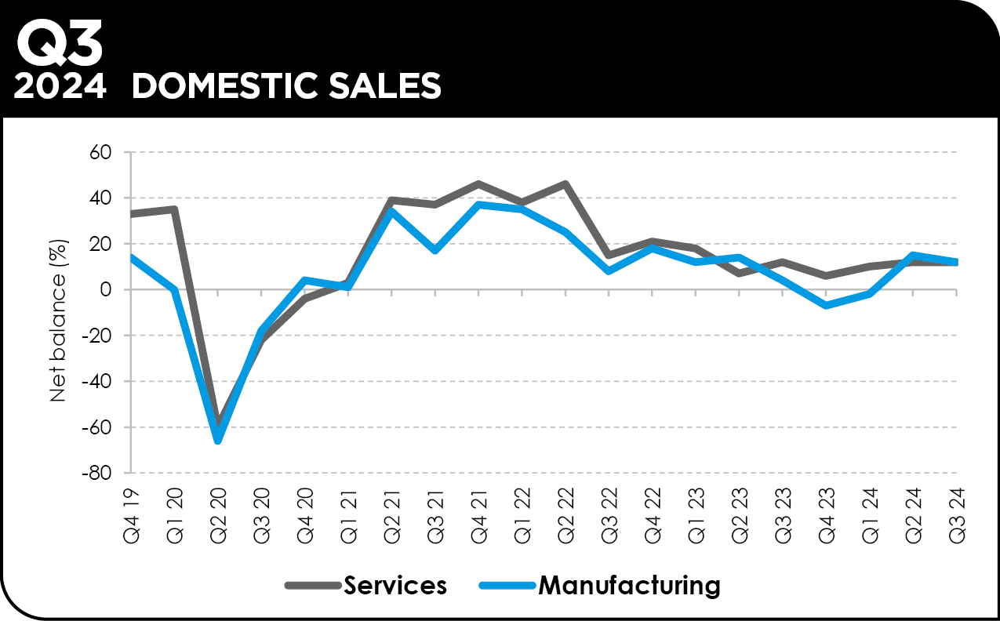 Q3
2024 DOMESTIC SALES
60
40
20
0
-20
-40
-60
-80
Net balance (%)
Q4 19
Q1 20
Q2 20
Q3 20
Q4 20
Q1 21
Q2 21
Q3 21
Q4 21
Q1 22
Q2 22
Q3 22
Q4 22
Q1 23
Q2 23
Q3 23
Q4 23
Q1 24
Q2 24
Q3 24
Services
Manufacturing